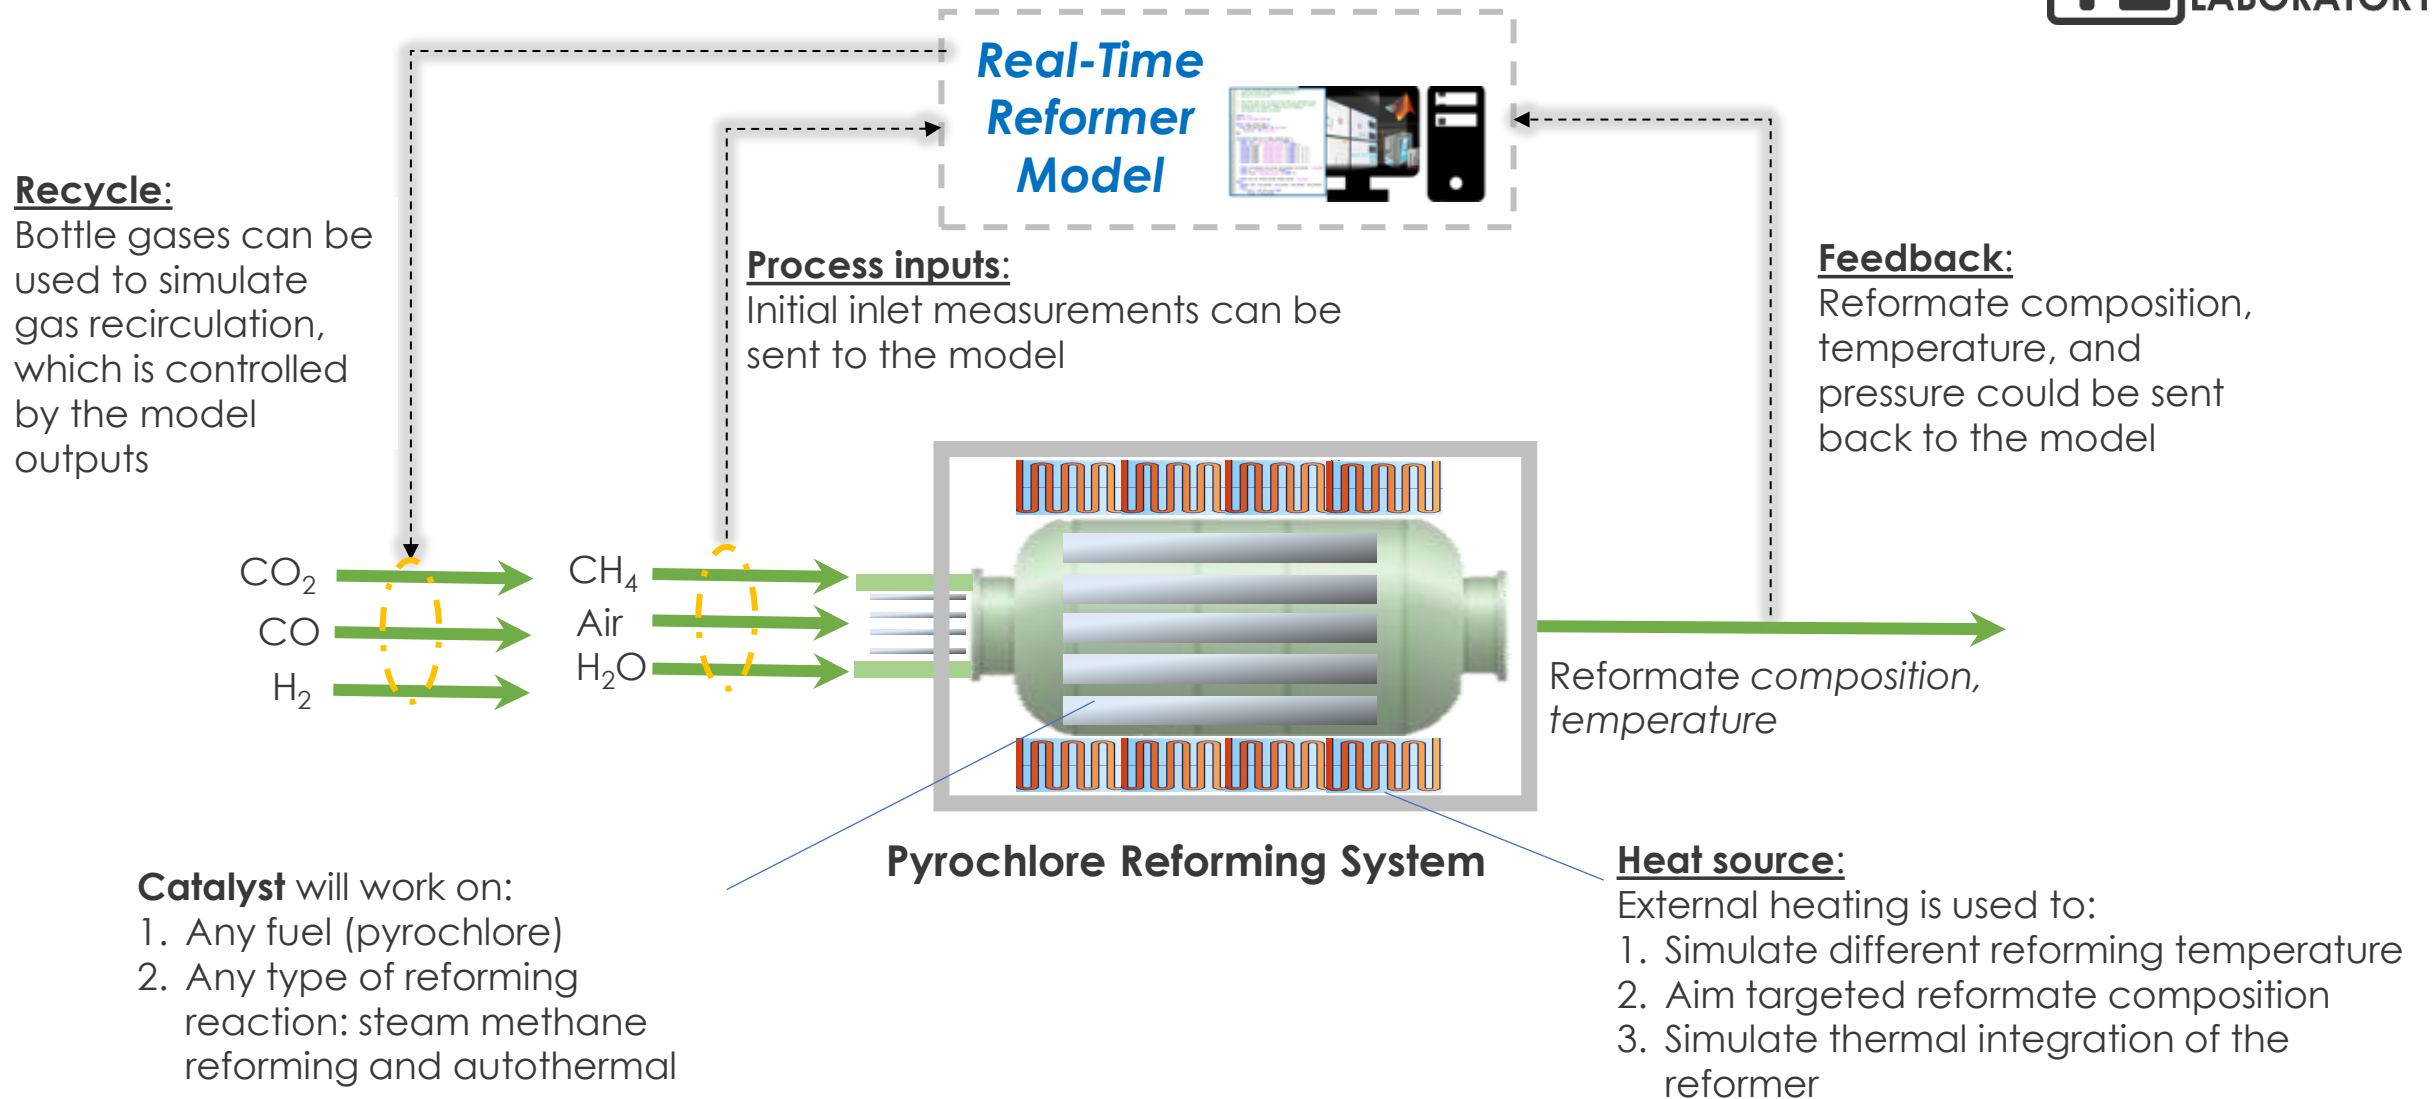 LABORATORY
Real-Time
Reformer
Model
Recycle:
Bottle gases can be
used to simulate
gas recirculation,
which is controlled
by the model
outputs
Process inputs:
Initial inlet measurements can be
sent to the model
Feedback:
Reformate composition,
temperature, and
pressure could be sent
back to the model
CO₂
CO
H₂
CH₄
Air
H₂O
Reformate composition,
temperature
Pyrochlore Reforming System
Catalyst will work on:
1. Any fuel (pyrochlore)
2. Any type of reforming
reaction: steam methane
reforming and autothermal
Heat source:
External heating is used to:
1. Simulate different reforming temperature
2. Aim targeted reformate composition
3. Simulate thermal integration of the
reformer